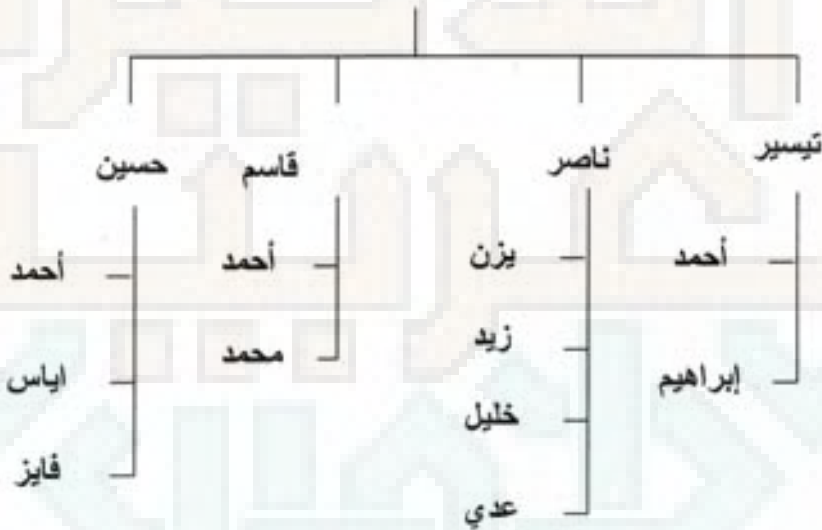 تيسير ناصر قاسم حسين
أحمد يزن أحمد أحمد
إبراهيم زيد محمد اياس
خليل فايز
عدي